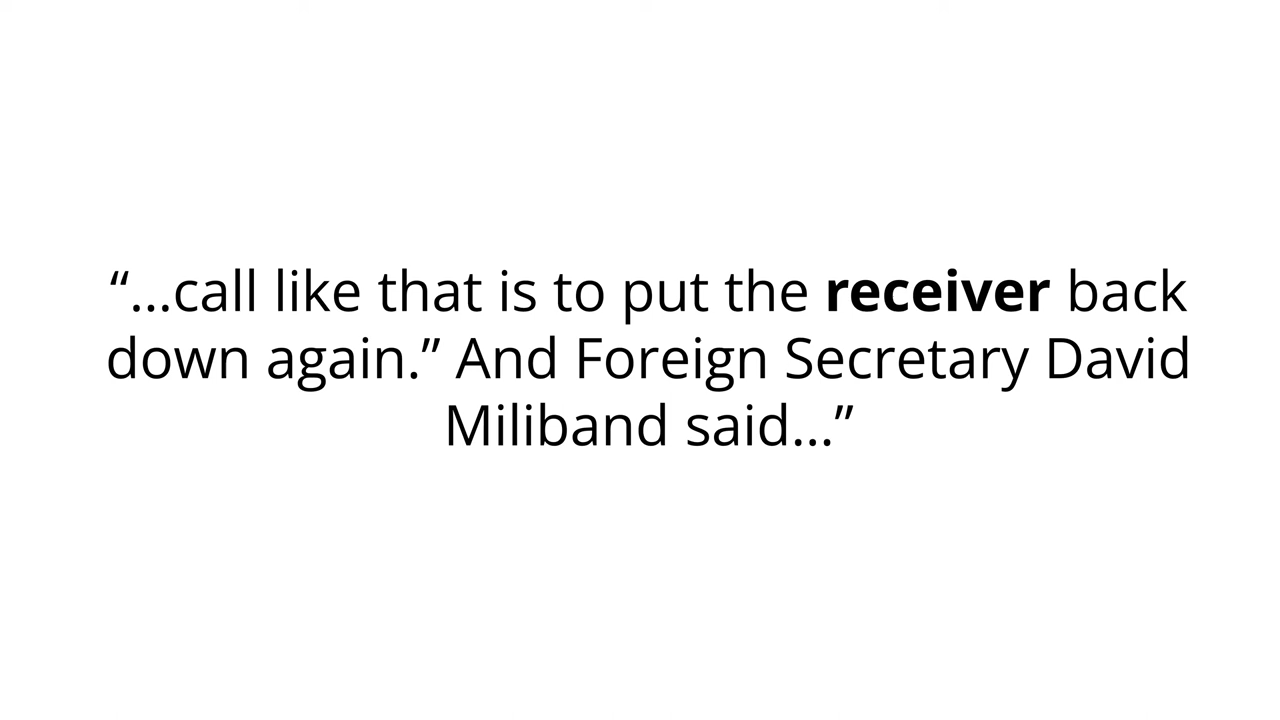 “...call like that is to put the receiver back
down again.” And Foreign Secretary David
Miliband said...”